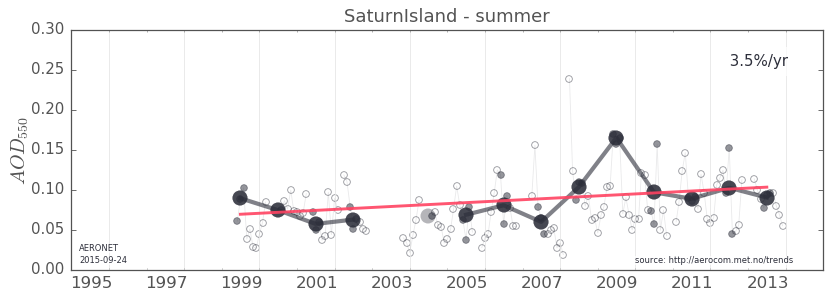 SaturnIsland - summer
0.30
0.25
0.20
0.15
0.10
0.05
0.00
AOD550
3.5%/yr
AERONET
2015-09-24
source: http://aerocom.met.no/trends
1995 1997 1999 2001 2003 2005 2007 2009 2011 2013